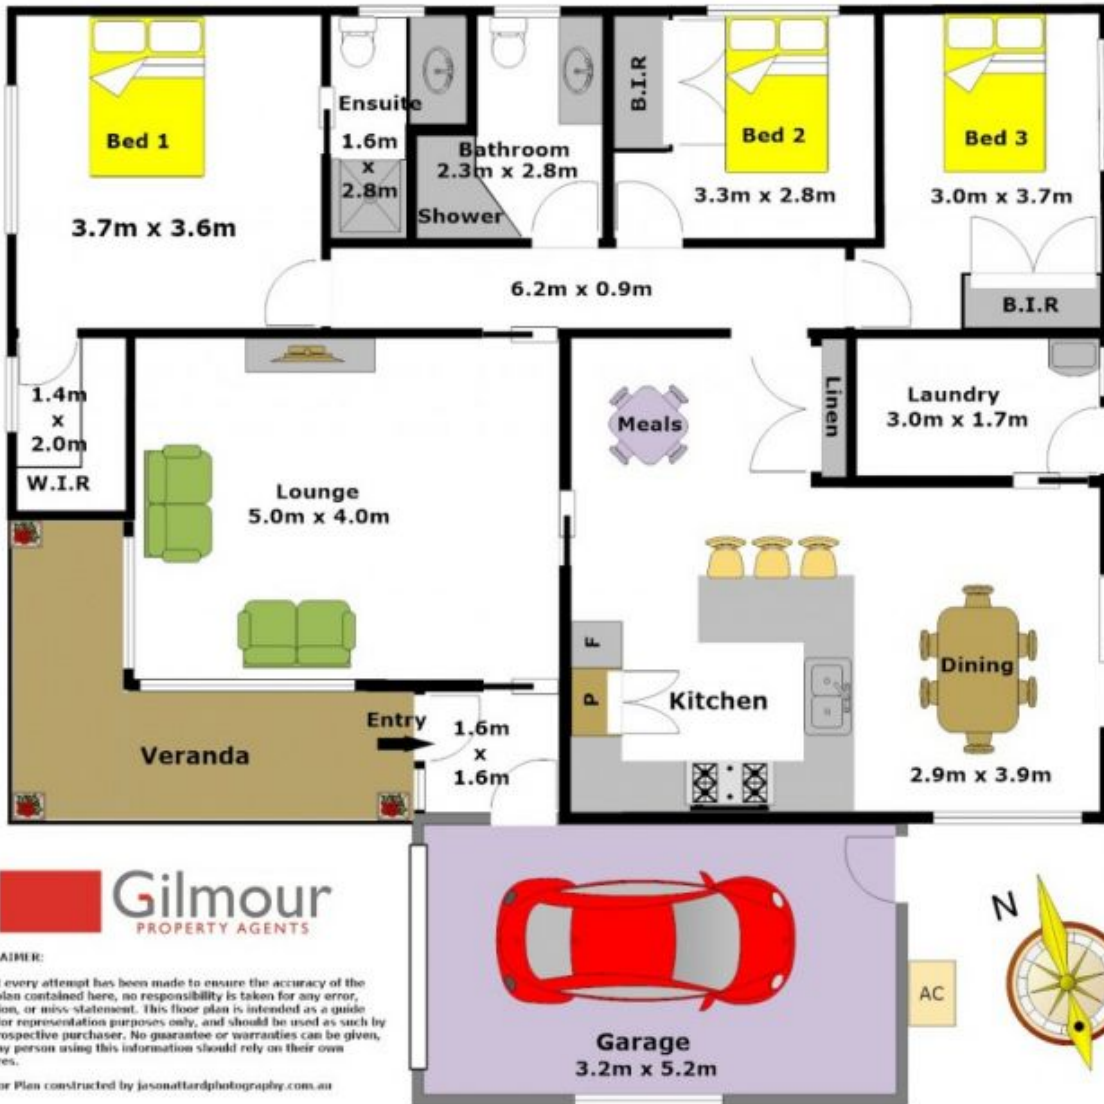 Bed 1
3.7m x 3.6m
Ensuite
1.6m
x
2.8m
Bathroom
2.3m x 2.8m
Shower
B.I.R
Bed 2
3.3m x 2.8m
Bed 3
3.0m x 3.7m
B.I.R
6.2m x 0.9m
1.4m
x
2.0m
W.I.R
Lounge
5.0m x 4.0m
Meals
Linen
Laundry
3.0m x 1.7m
F
P
Kitchen
Dining
2.9m x 3.9m
Entry
1.6m
x
1.6m
Veranda
Garage
3.2m x 5.2m
AC
N
Gilmour
PROPERTY AGENTS
AIMER:
every attempt has been made to ensure the accuracy of the
plan contained here, no responsibility is taken for any error,
ion, or miss-statement. This floor plan is intended as a guide
for representation purposes only, and should be used as such by
rospective purchaser. No guarantee or warranties can be given,
ny person using this information should rely on their own
res.
or Plan constructed by jasonattardphotography.com.au